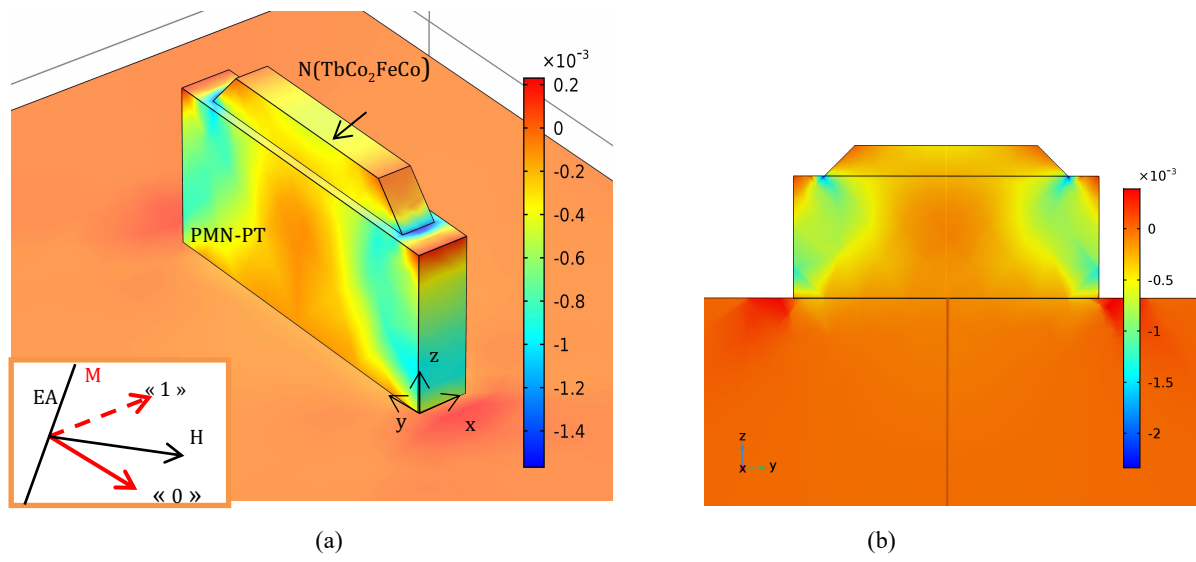 N(TbCo₂FeCo)
×10⁻³
0.2
0
-0.2
-0.4
-0.6
-0.8
-1
-1.2
-1.4
PMN-PT
z
y
x
EA
M
« 1 »
H
« 0 »
(a)
×10⁻³
0
-0.5
-1
-1.5
-2
z
x y
(b)